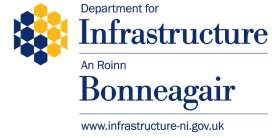 Department for
Infrastructure
An Roinn
Bonneagair
www.infrastructure-ni.gov.uk